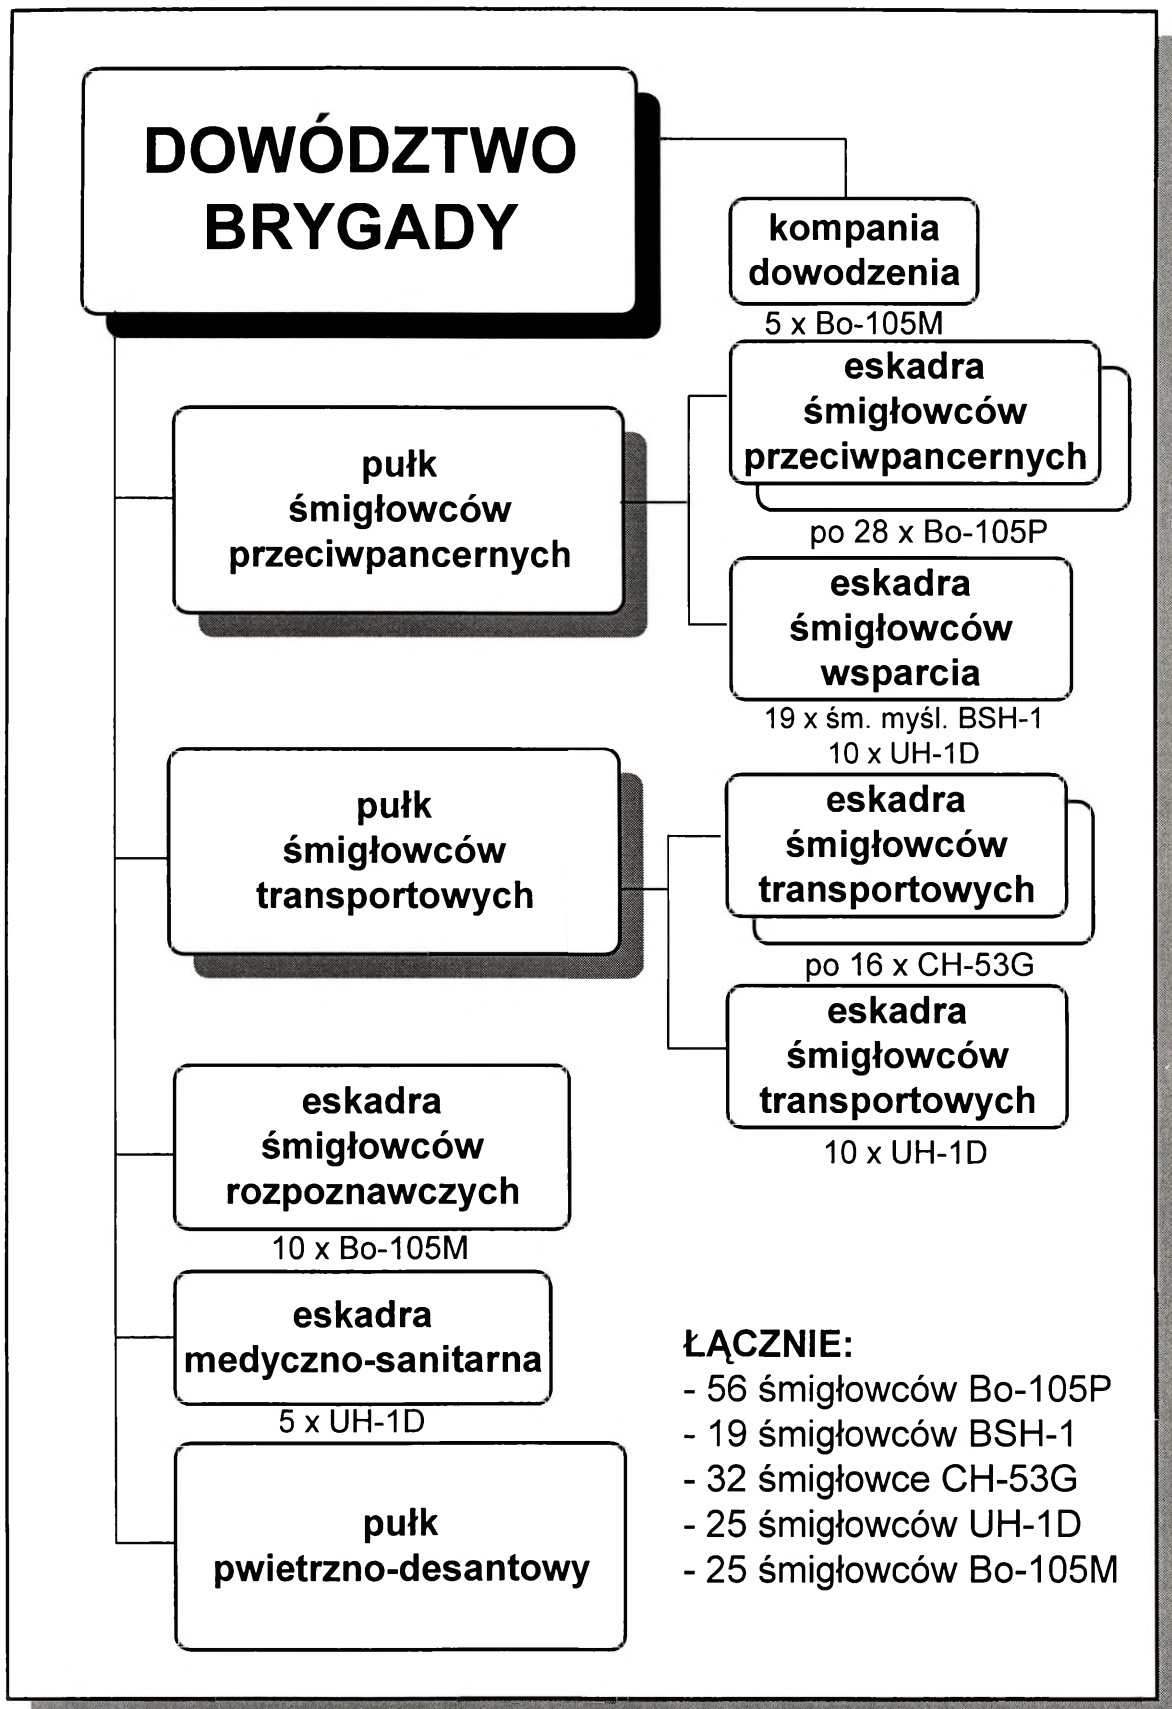 DOWÓDZTWO
BRYGADY
kompania
dowodzenia
5 x Bo-105M
pułk
śmigłowców
przeciwpancernych
eskadra
śmigłowców
przeciwpancernych
po 28 x Bo-105P
eskadra
śmigłowców
wsparcia
19 x śm. myśl. BSH-1
10 x UH-1D
pułk
śmigłowców
transportowych
eskadra
śmigłowców
transportowych
po 16 x CH-53G
eskadra
śmigłowców
transportowych
10 x UH-1D
eskadra
śmigłowców
rozpoznawczych
10 x Bo-105M
eskadra
medyczno-sanitarna
5 x UH-1D
pułk
pwietrzno-desantowy
ŁĄCZNIE:
- 56 śmigłowców Bo-105P
- 19 śmigłowców BSH-1
- 32 śmigłowce CH-53G
- 25 śmigłowców UH-1D
- 25 śmigłowców Bo-105M